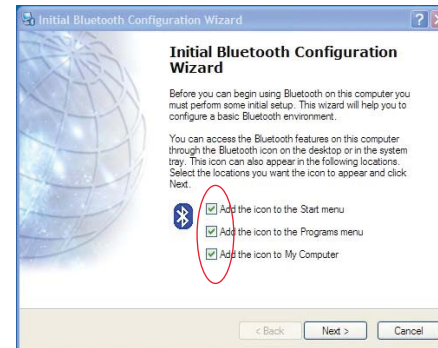 Initial Bluetooth Configuration Wizard
Initial Bluetooth Configuration
Wizard
Before you can begin using Bluetooth on this computer you
must perform some initial setup. This wizard will help you to
configure a basic Bluetooth environment.
You can access the Bluetooth features on this computer
through the Bluetooth icon on the desktop or in the system
tray. This icon can also appear in the following locations.
Select the locations you want the icon to appear and click
Next.
Add the icon to the Start menu
Add the icon to the Programs menu
Add the icon to My Computer
< Back
Next >
Cancel